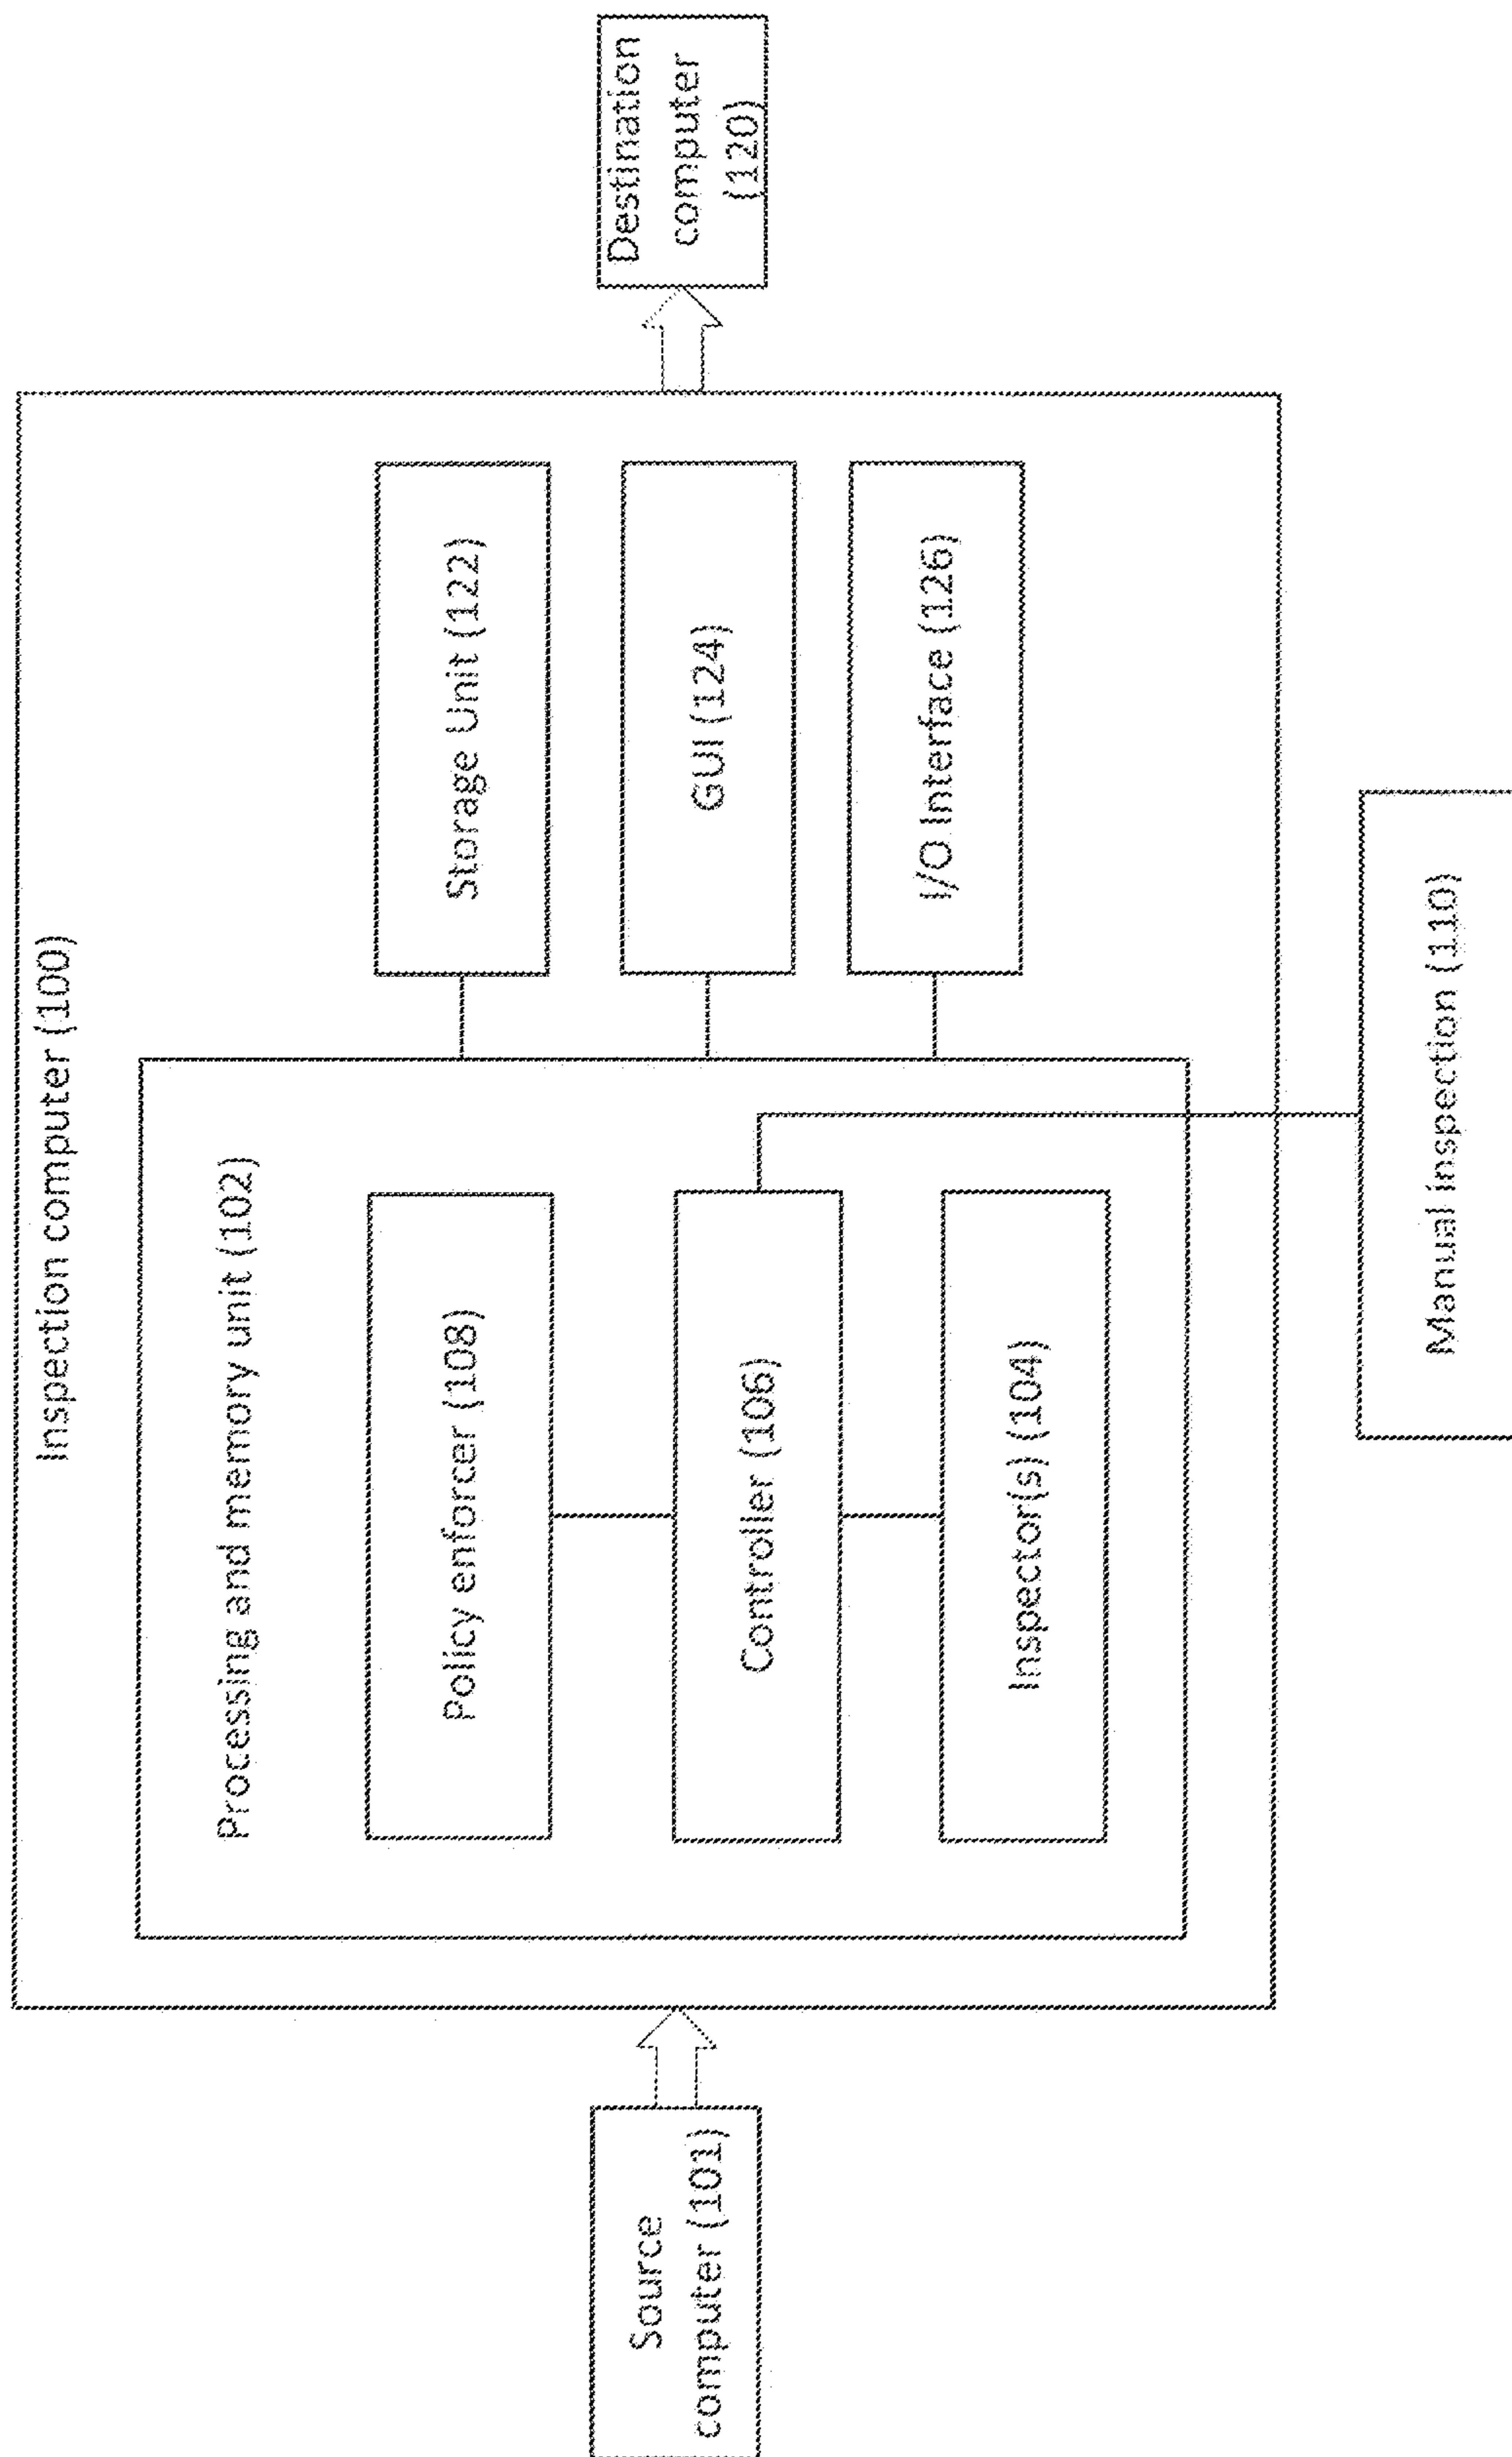 Inspection computer (100)
Processing and memory unit (102)
Policy enforcer (108)
Controller (106)
Inspector(s) (104)
Storage Unit (122)
GUI (124)
I/O Interface (126)
Source
computer (101)
Destination
computer
(120)
Manual inspection (110)